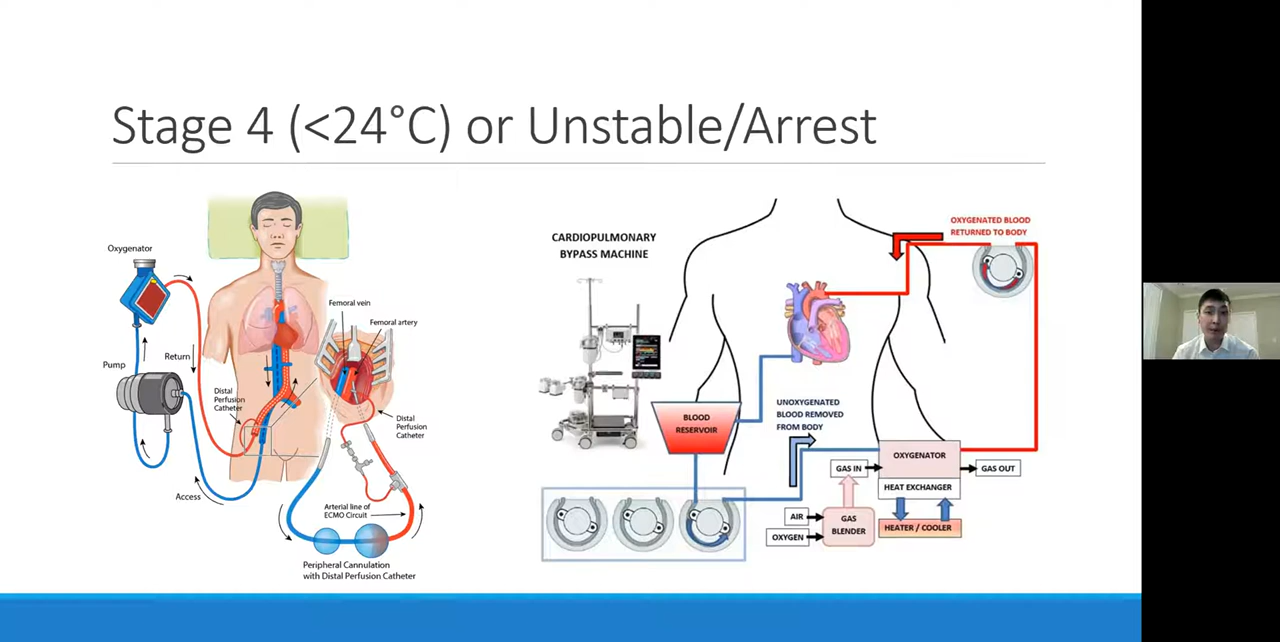 Stage 4 (<24°C) or Unstable/Arrest
Oxygenator
Pump
Return
Distal
Perfusion
Catheter
Access
Femoral vein
Femoral artery
Distal
Perfusion
Catheter
Arterial line of
ECMO Circuit
Peripheral Cannulation
with Distal Perfusion Catheter
CARDIOPULMONARY
BYPASS MACHINE
OXYGENATED BLOOD
RETURNED TO BODY
BLOOD
RESERVOIR
UNOXYGENATED
BLOOD REMOVED
FROM BODY
OXYGENATOR
GAS IN
GAS OUT
HEAT EXCHANGER
AIR
OXYGEN
GAS
BLENDER
HEATER / COOLER